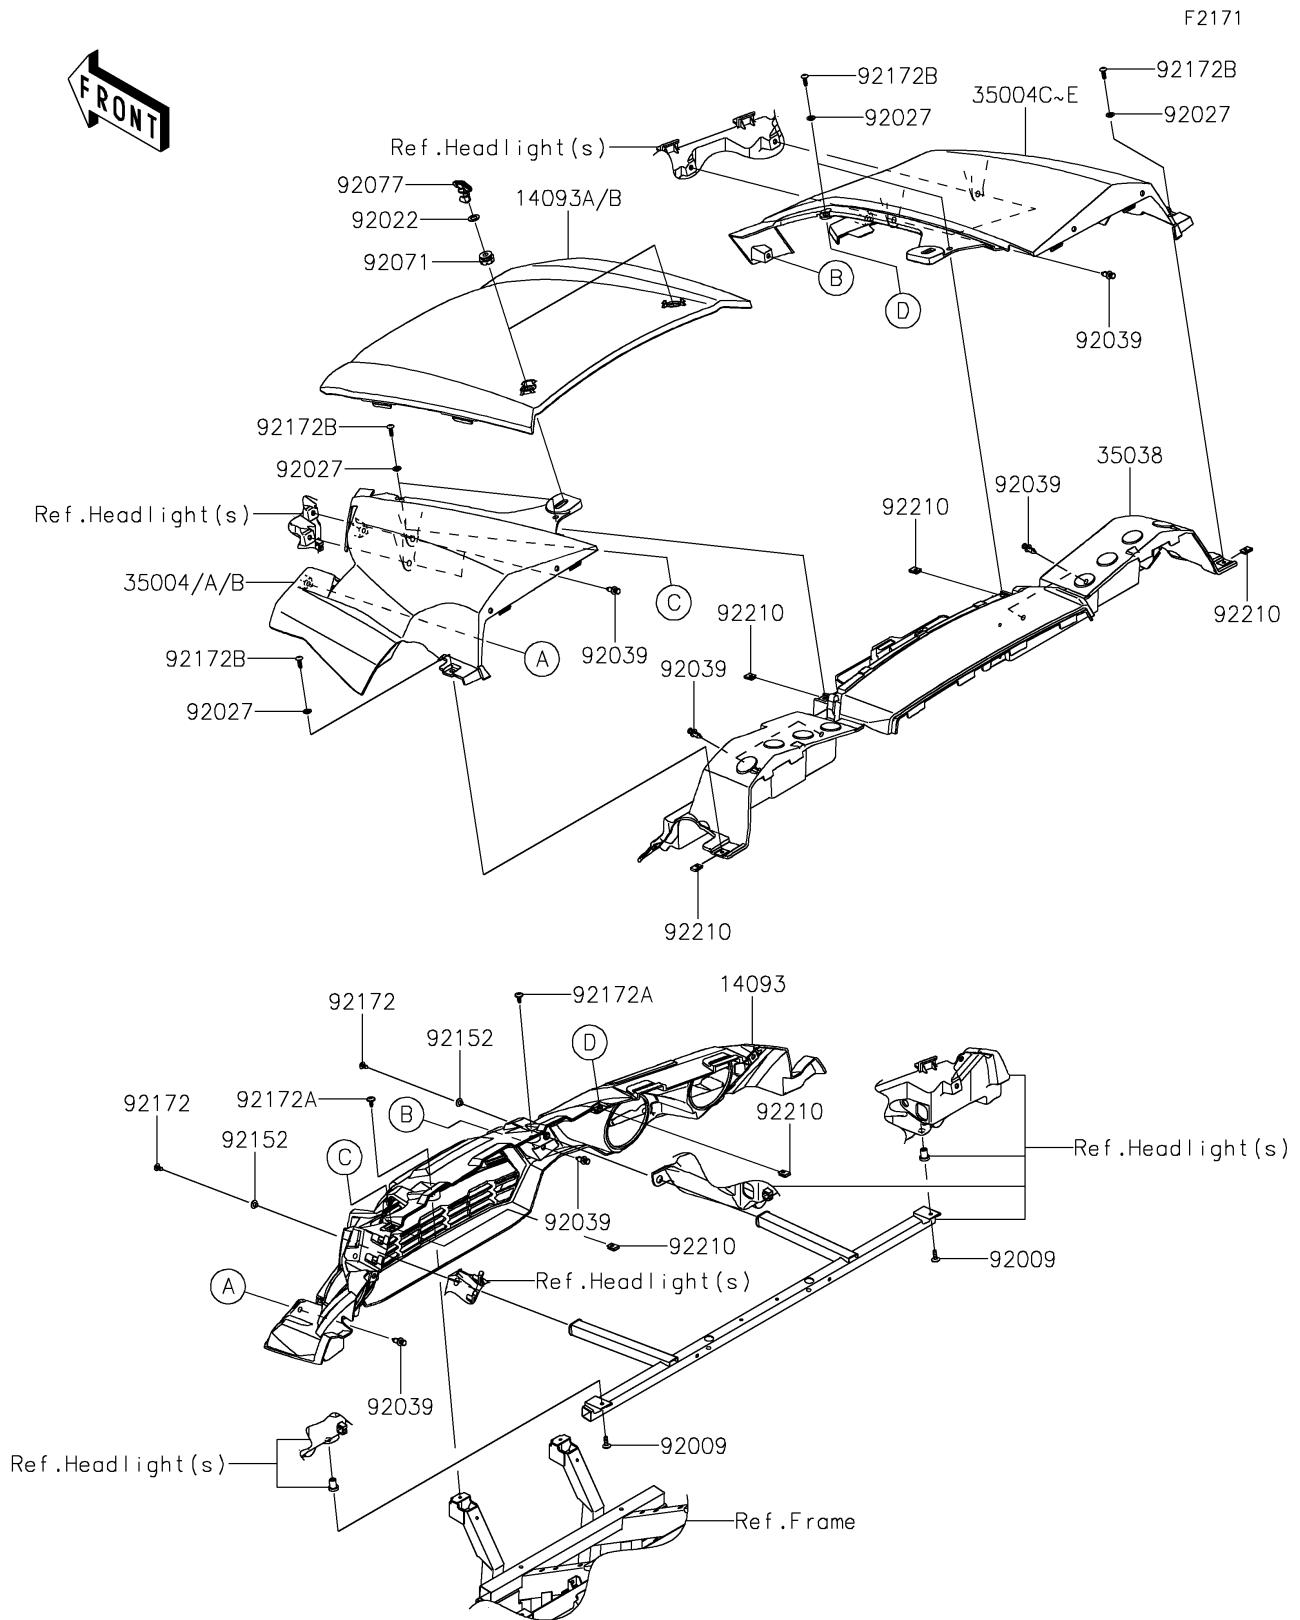 F2171
FRONT
92172B
92172B
35004C~E
92027
92027
Ref.Headlight(s)
92077
14093A/B
92022
92071
B
D
92039
92172B
92027
35038
92039
92210
Ref.Headlight(s)
35004/A/B
C
92210
92210
A
92039
92172B
92039
92027
92210
92172
92172A
14093
92152
D
92172A
92172
B
92210
92152
Ref.Headlight(s)
C
92039
92210
92009
Ref.Headlight(s)
A
92039
92009
Ref.Headlight(s)
Ref.Frame